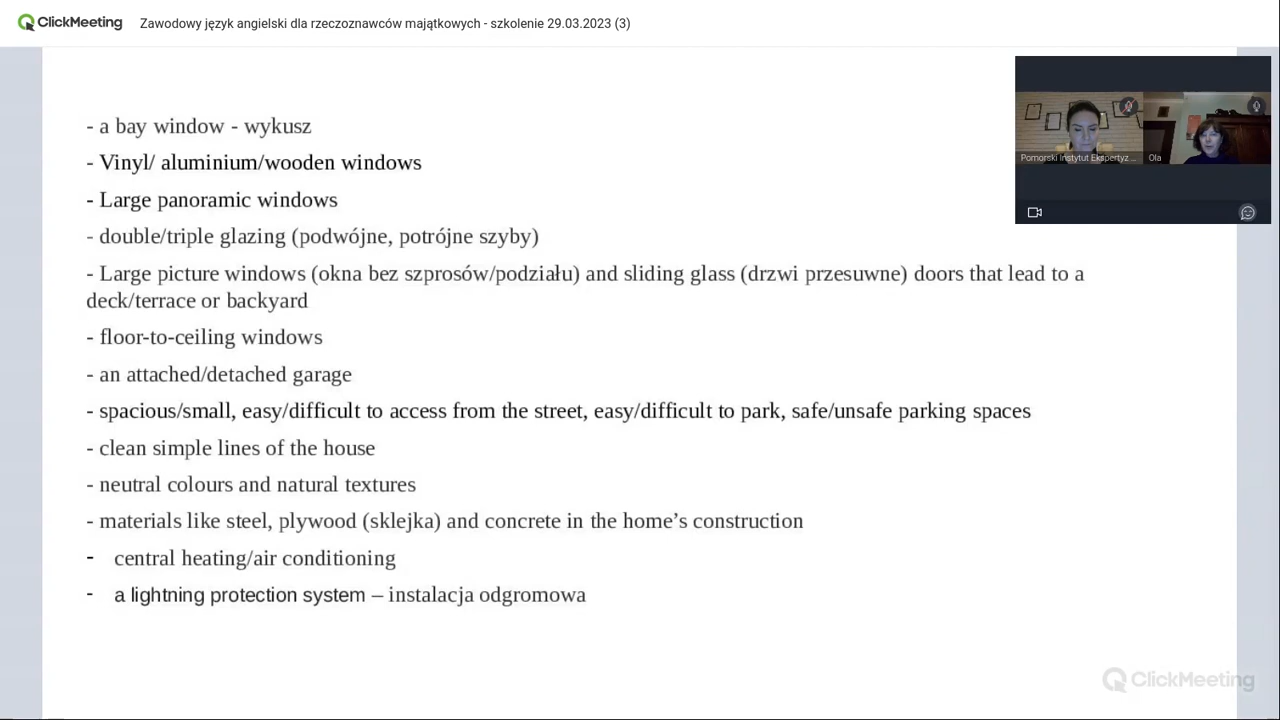 ClickMeeting Zawodowy język angielski dla rzeczoznawców majątkowych - szkolenie 29.03.2023 (3)
- a bay window - wykusz
- Vinyl/ aluminium/wooden windows
- Large panoramic windows
- double/triple glazing (podwójne, potrójne szyby)
- Large picture windows (okna bez szprosów/podziału) and sliding glass (drzwi przesuwne) doors that lead to a
deck/terrace or backyard
- floor-to-ceiling windows
- an attached/detached garage
- spacious/small, easy/difficult to access from the street, easy/difficult to park, safe/unsafe parking spaces
- clean simple lines of the house
- neutral colours and natural textures
- materials like steel, plywood (sklejka) and concrete in the home’s construction
- central heating/air conditioning
- a lightning protection system – instalacja odgromowa
Pomorski Instytut Ekspertyz ...
Ola
ClickMeeting